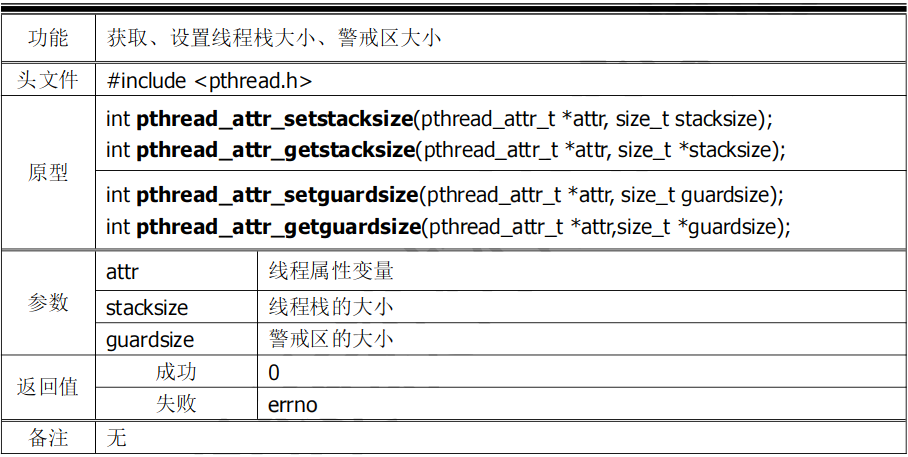 功能 获取、设置线程栈大小、警戒区大小
头文件 #include <pthread.h>
原型
int pthread_attr_setstacksize(pthread_attr_t *attr, size_t stacksize);
int pthread_attr_getstacksize(pthread_attr_t *attr, size_t *stacksize);
int pthread_attr_setguardsize(pthread_attr_t *attr, size_t guardsize);
int pthread_attr_getguardsize(pthread_attr_t *attr,size_t *guardsize);
参数
attr 线程属性变量
stacksize 线程栈的大小
guardsize 警戒区的大小
返回值
成功 0
失败 errno
备注 无